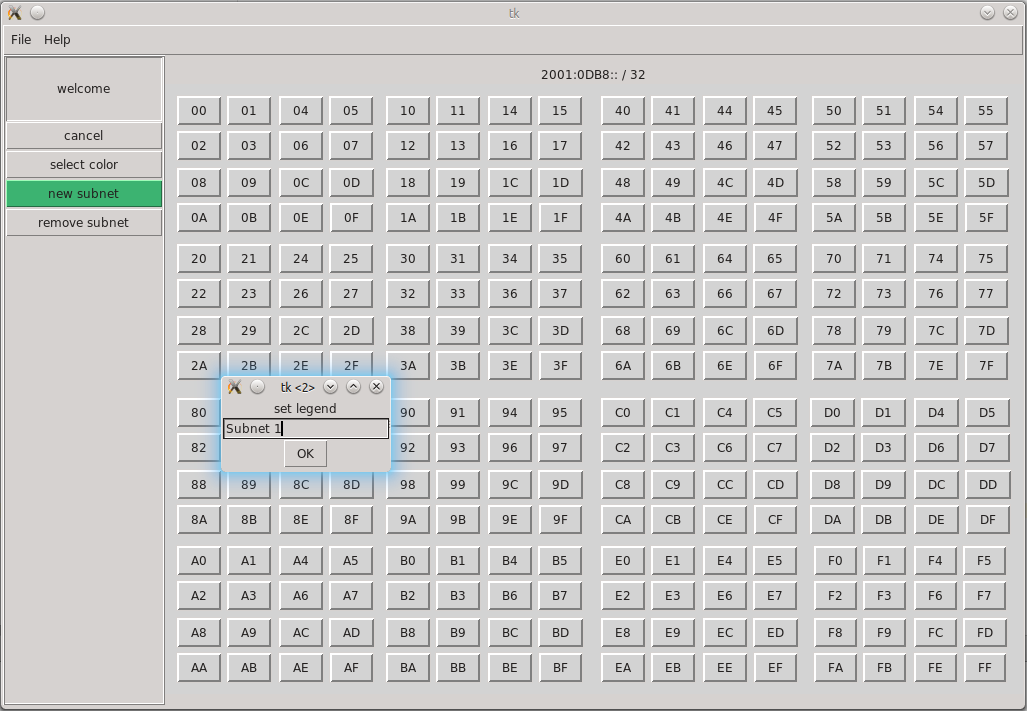 tk
File Help
welcome
cancel
select color
new subnet
remove subnet
2001:0DB8:: / 32
00 01 04 05 10 11 14 15 40 41 44 45 50 51 54 55
02 03 06 07 12 13 16 17 42 43 46 47 52 53 56 57
08 09 0C 0D 18 19 1C 1D 48 49 4C 4D 58 59 5C 5D
0A 0B 0E 0F 1A 1B 1E 1F 4A 4B 4E 4F 5A 5B 5E 5F
20 21 24 25 30 31 34 35 60 61 64 65 70 71 74 75
22 23 26 27 32 33 36 37 62 63 66 67 72 73 76 77
28 29 2C 2D 38 39 3C 3D 68 69 6C 6D 78 79 7C 7D
2A 2B 2E 2F 3A 3B 3E 3F 6A 6B 6E 6F 7A 7B 7E 7F
tk <2>
set legend
Subnet 1
OK
80 90 91 94 95 C0 C1 C4 C5 D0 D1 D4 D5
82 92 93 96 97 C2 C3 C6 C7 D2 D3 D6 D7
88 89 8C 8D 98 99 9C 9D C8 C9 CC CD D8 D9 DC DD
8A 8B 8E 8F 9A 9B 9E 9F CA CB CE CF DA DB DE DF
A0 A1 A4 A5 B0 B1 B4 B5 E0 E1 E4 E5 F0 F1 F4 F5
A2 A3 A6 A7 B2 B3 B6 B7 E2 E3 E6 E7 F2 F3 F6 F7
A8 A9 AC AD B8 B9 BC BD E8 E9 EC ED F8 F9 FC FD
AA AB AE AF BA BB BE BF EA EB EE EF FA FB FE FF